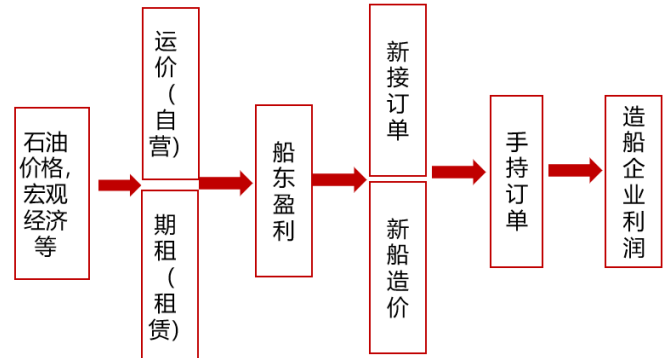 石油
价格，
宏观
经济
等
运价（自营）
期租（租赁）
船东盈利
新接订单
新船造价
手持订单
造船企业利润